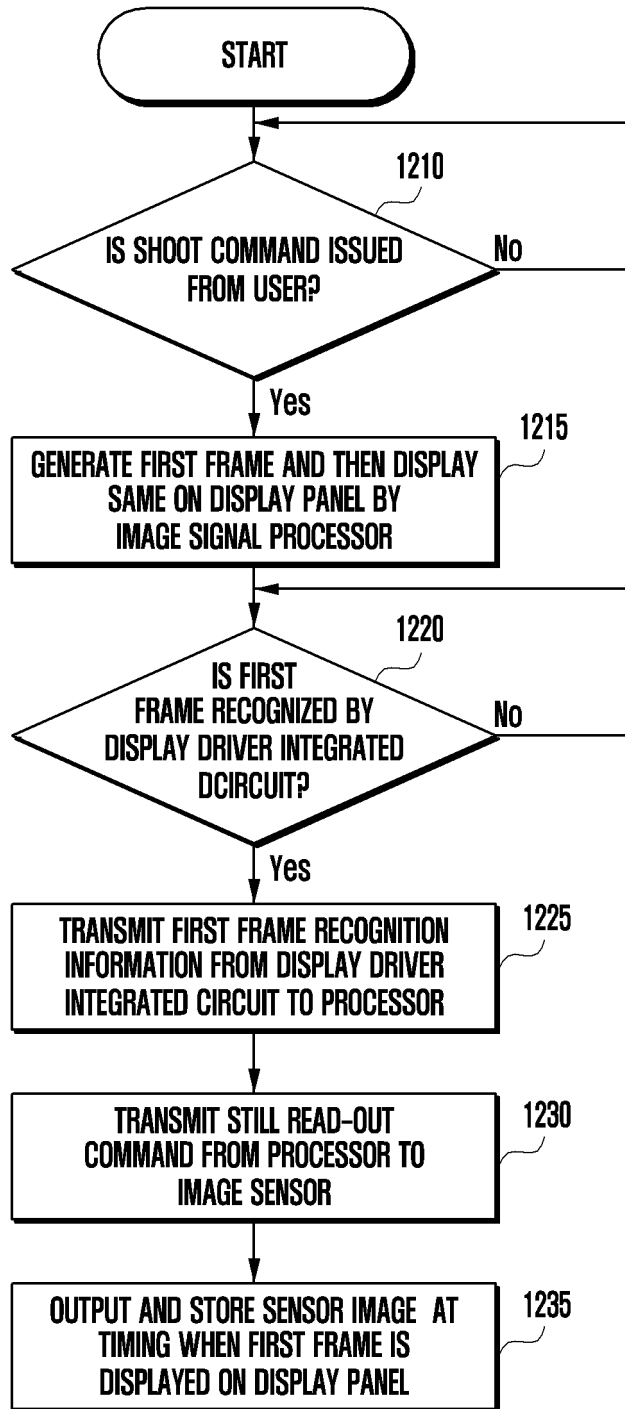 START
1210
IS SHOOT COMMAND ISSUED
FROM USER?
No
Yes
1215
GENERATE FIRST FRAME AND THEN DISPLAY
SAME ON DISPLAY PANEL BY
IMAGE SIGNAL PROCESSOR
1220
IS FIRST
FRAME RECOGNIZED BY
DISPLAY DRIVER INTEGRATED
DCIRCUIT?
No
Yes
1225
TRANSMIT FIRST FRAME RECOGNITION
INFORMATION FROM DISPLAY DRIVER
INTEGRATED CIRCUIT TO PROCESSOR
1230
TRANSMIT STILL READ-OUT
COMMAND FROM PROCESSOR TO
IMAGE SENSOR
1235
OUTPUT AND STORE SENSOR IMAGE AT
TIMING WHEN FIRST FRAME IS
DISPLAYED ON DISPLAY PANEL